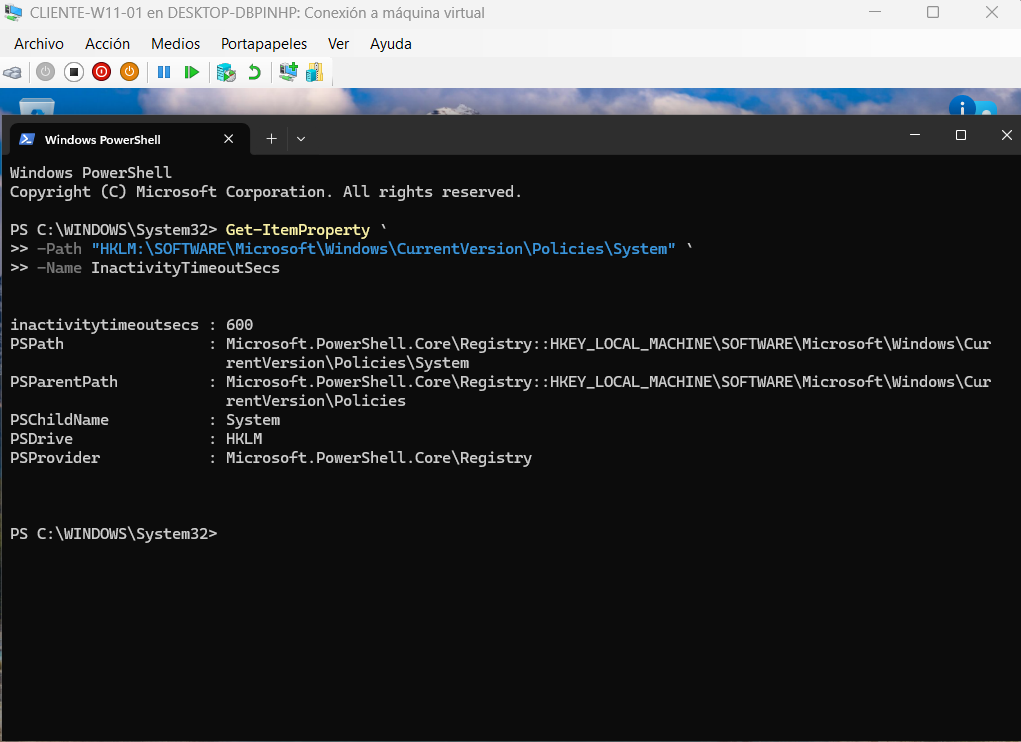 CLIENTE-W11-01 en DESKTOP-DBPINHP: Conexión a máquina virtual
Archivo Acción Medios Portapapeles Ver Ayuda
Windows PowerShell
Windows PowerShell
Copyright (C) Microsoft Corporation. All rights reserved.
PS C:\WINDOWS\System32> Get-ItemProperty `
>> -Path "HKLM:\SOFTWARE\Microsoft\Windows\CurrentVersion\Policies\System" `
>> -Name InactivityTimeoutSecs
inactivitytimeoutsecs : 600
PSPath : Microsoft.PowerShell.Core\Registry::HKEY_LOCAL_MACHINE\SOFTWARE\Microsoft\Windows\Cur
rentVersion\Policies\System
PSParentPath : Microsoft.PowerShell.Core\Registry::HKEY_LOCAL_MACHINE\SOFTWARE\Microsoft\Windows\Cur
rentVersion\Policies
PSChildName : System
PSDrive : HKLM
PSProvider : Microsoft.PowerShell.Core\Registry
PS C:\WINDOWS\System32>